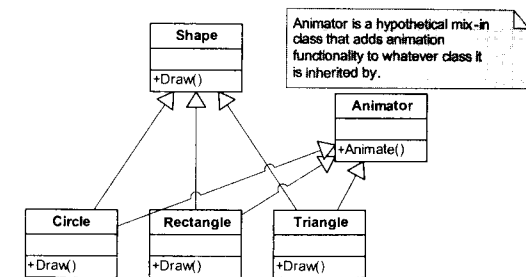 Shape
+Draw()
Animator is a hypothetical mix-in
class that adds animation
functionality to whatever class it
is inherited by.
Animator
+Animate()
Circle
+Draw()
Rectangle
+Draw()
Triangle
+Draw()